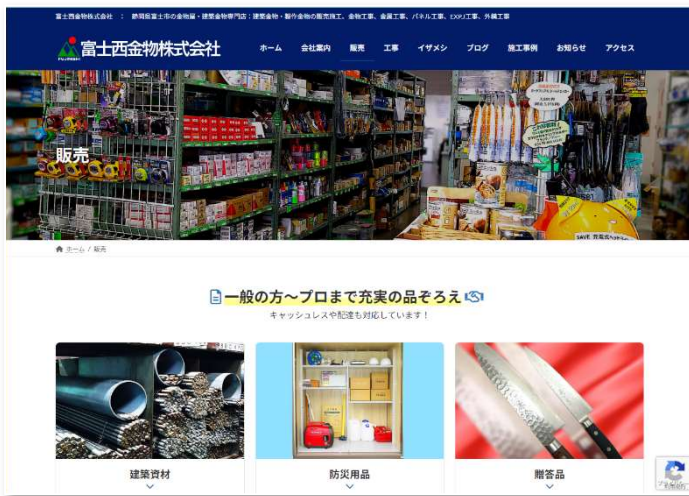 富士西金物株式会社 : 静岡県富士市の金物屋・建築金物専門店:建築金物・製作金物の販売施工、金物工事、金属工事、パネル工事、EXPJ工事、外構工事
富士西金物株式会社
ホーム 会社案内 販売 工事 イザメシ ブログ 施工事例 お知らせ アクセス
販売
ホーム / 販売
一般の方～プロまで充実の品ぞろえ
キャッシュレスや配達も対応しています!
建築資材
防災用品
贈答品